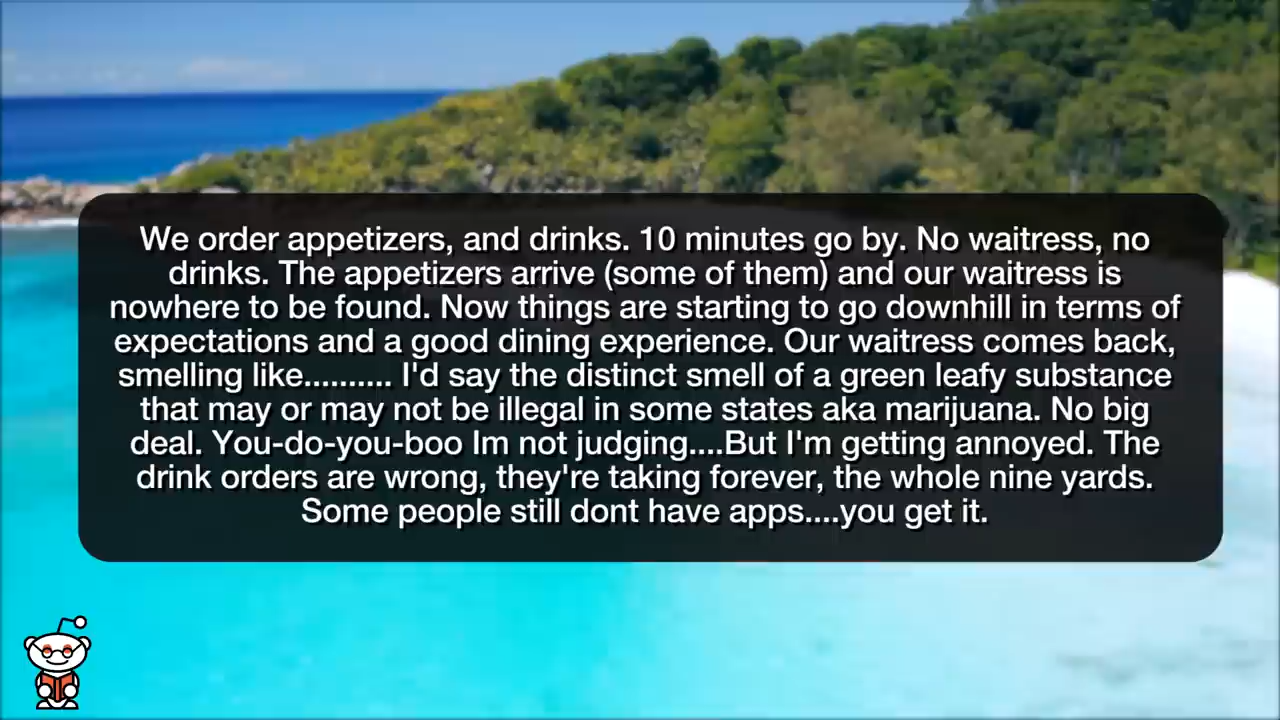 We order appetizers, and drinks. 10 minutes go by. No waitress, no
drinks. The appetizers arrive (some of them) and our waitress is
nowhere to be found. Now things are starting to go downhill in terms of
expectations and a good dining experience. Our waitress comes back,
smelling like.......... I'd say the distinct smell of a green leafy substance
that may or may not be illegal in some states aka marijuana. No big
deal. You-do-you-boo Im not judging....But I'm getting annoyed. The
drink orders are wrong, they're taking forever, the whole nine yards.
Some people still dont have apps....you get it.